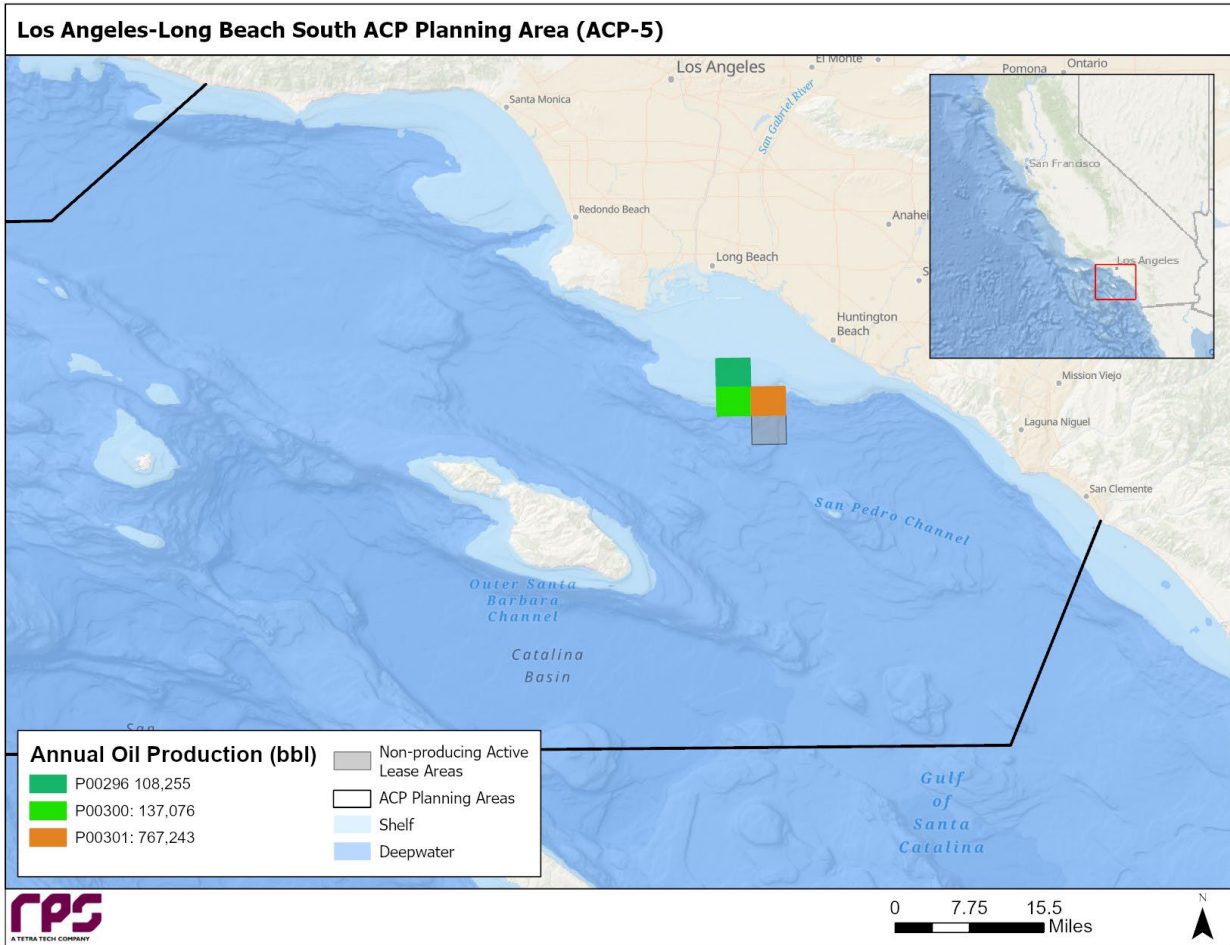 Los Angeles-Long Beach South ACP Planning Area (ACP-5)
Los Angeles
El Monte
Pomona
Ontario
Santa Monica
San Gabriel River
San Francisco
Redondo Beach
Anahei
Long Beach
Los Angeles
Huntington
Beach
Mission Viejo
Laguna Niguel
San Clemente
San Pedro Channel
Outer Santa
Barbara
Channel
Catalina
Basin
San
Gulf
of
Santa
Catalina
Annual Oil Production (bbl)
P00296 108,255
P00300: 137,076
P00301: 767,243
Non-producing Active
Lease Areas
ACP Planning Areas
Shelf
Deepwater
rps
A TETRA TECH COMPANY
0 7.75 15.5
Miles
N